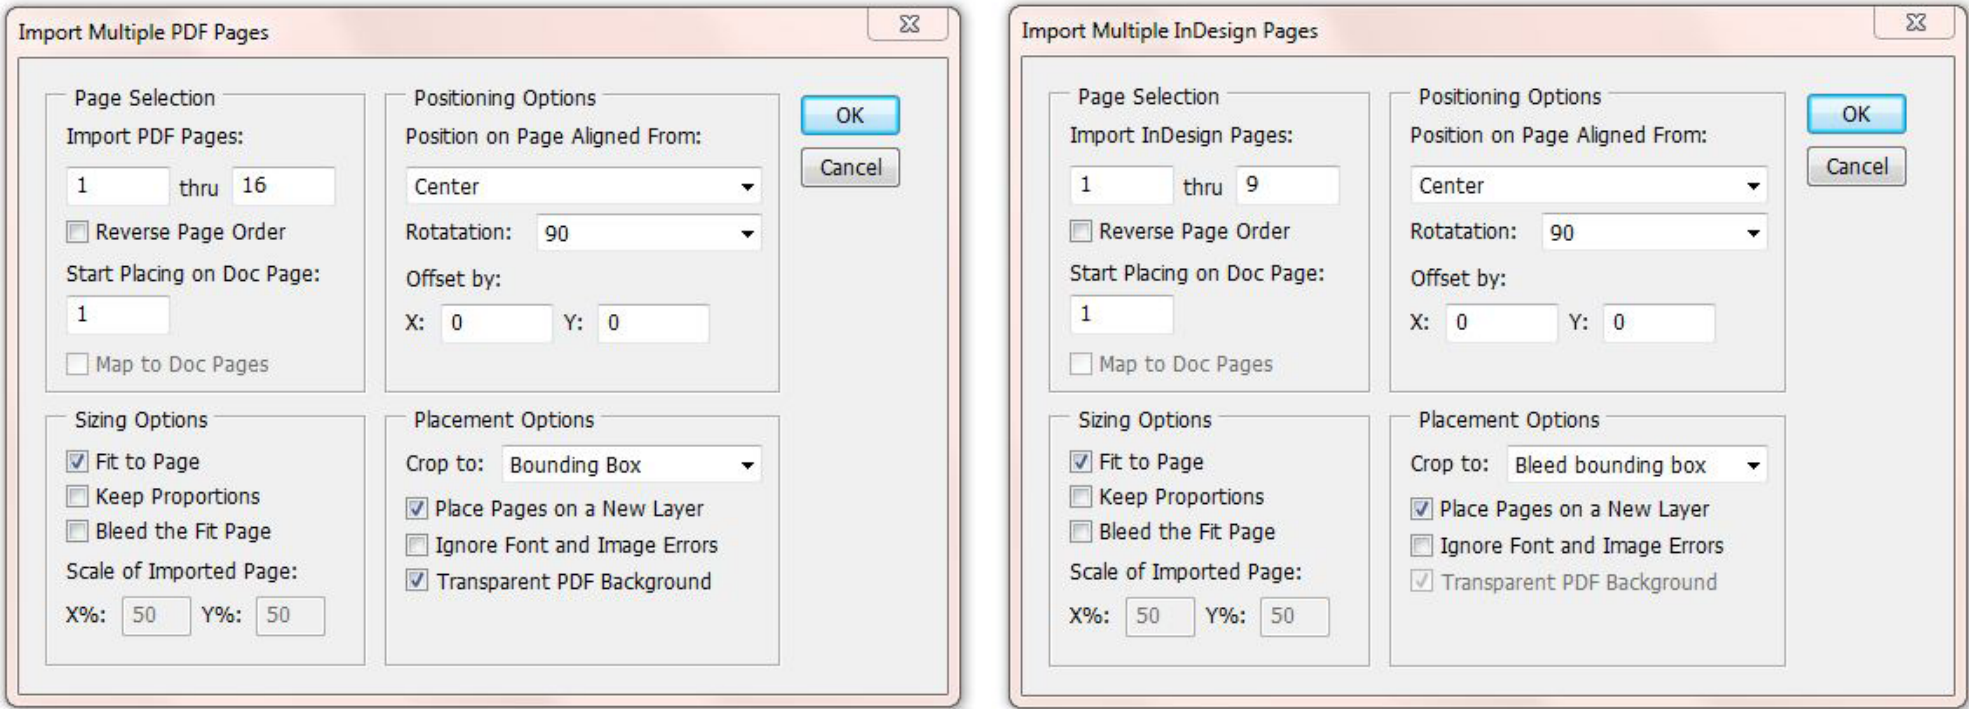 Import Multiple PDF Pages
Page Selection
Import PDF Pages:
1 thru 16
Reverse Page Order
Start Placing on Doc Page:
1
Map to Doc Pages
Positioning Options
Position on Page Aligned From:
Center
Rotatation: 90
Offset by:
X: 0 Y: 0
OK
Cancel
Sizing Options
Fit to Page
Keep Proportions
Bleed the Fit Page
Scale of Imported Page:
X%: 50 Y%: 50
Placement Options
Crop to: Bounding Box
Place Pages on a New Layer
Ignore Font and Image Errors
Transparent PDF Background
Import Multiple InDesign Pages
Page Selection
Import InDesign Pages:
1 thru 9
Reverse Page Order
Start Placing on Doc Page:
1
Map to Doc Pages
Positioning Options
Position on Page Aligned From:
Center
Rotatation: 90
Offset by:
X: 0 Y: 0
OK
Cancel
Sizing Options
Fit to Page
Keep Proportions
Bleed the Fit Page
Scale of Imported Page:
X%: 50 Y%: 50
Placement Options
Crop to: Bleed bounding box
Place Pages on a New Layer
Ignore Font and Image Errors
Transparent PDF Background